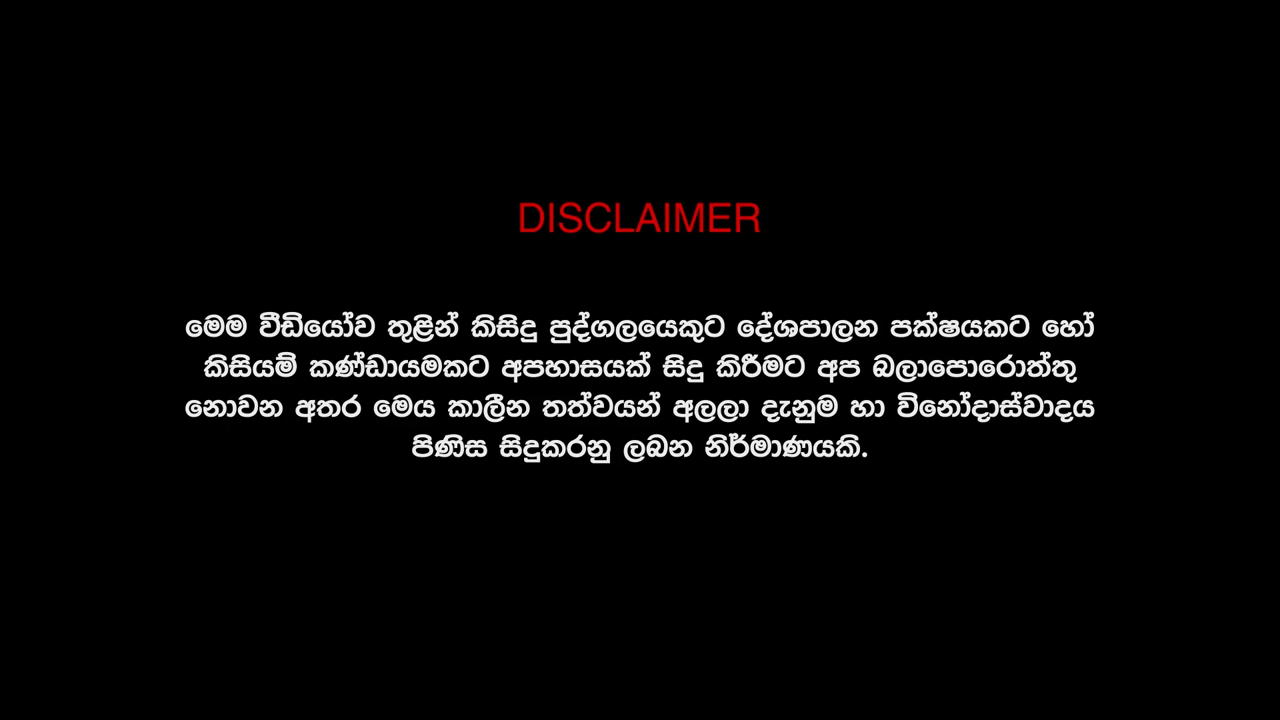 DISCLAIMER
මෙම වීඩියෝව තුළින් කිසිදු පුද්ගලයෙකුට දේශපාලන පක්ෂයකට හෝ
කිසියම් කණ්ඩායමකට අපහාසයක් සිදු කිරීමට අප බලාපොරොත්තු
නොවන අතර මෙය කාලීන තත්වයන් අලලා දැනුම හා විනෝදාස්වාදය
පිණිස සිදුකරනු ලබන නිර්මාණයකි.